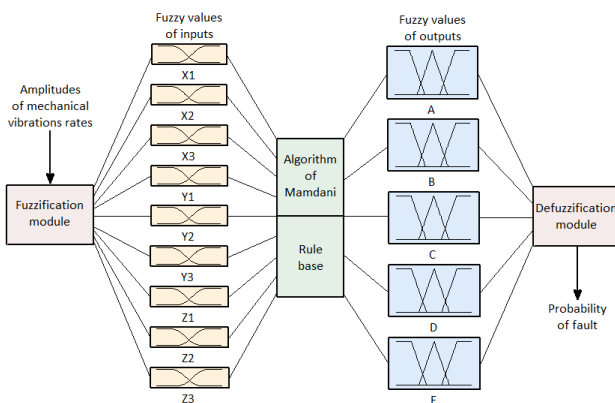 Fuzzy values
of inputs
Fuzzy values
of outputs
Amplitudes
of mechanical
vibrations rates
Fuzzification
module
X1
X2
X3
Y1
Y2
Y3
Z1
Z2
Z3
Algorithm
of
Mamdani
Rule
base
A
B
C
D
Defuzzification
module
Probability
of fault